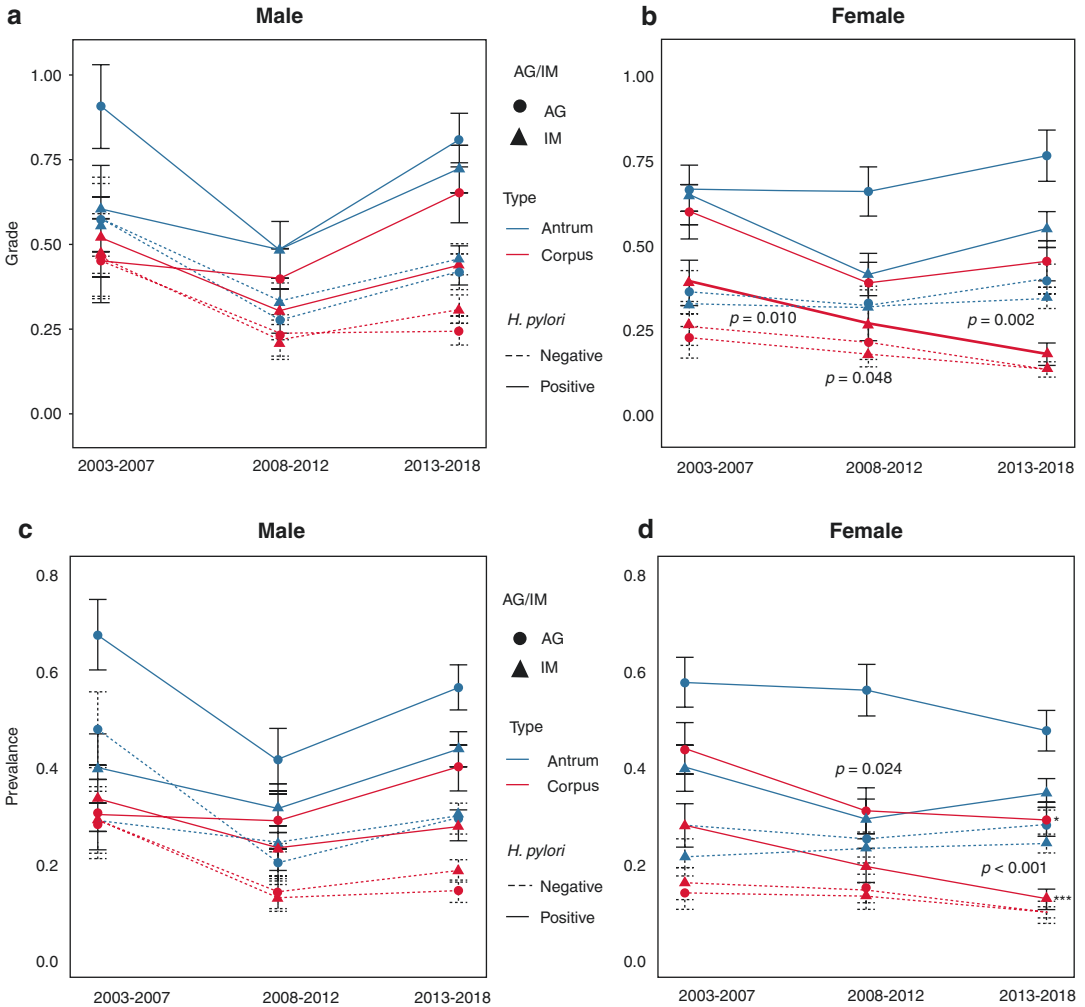 a
Male
b
Female
1.00
0.75
0.50
0.25
0.00
Grade
2003-2007
2008-2012
2013-2018
AG/IM
AG
IM
Type
Antrum
Corpus
H. pylori
Negative
Positive
1.00
0.75
0.50
0.25
0.00
p = 0.010
p = 0.002
p = 0.048
2003-2007
2008-2012
2013-2018
c
Male
d
Female
0.8
0.6
0.4
0.2
0.0
Prevalance
2003-2007
2008-2012
2013-2018
AG/IM
AG
IM
Type
Antrum
Corpus
H. pylori
Negative
Positive
0.8
0.6
0.4
0.2
0.0
p = 0.024
*
p < 0.001
***
2003-2007
2008-2012
2013-2018